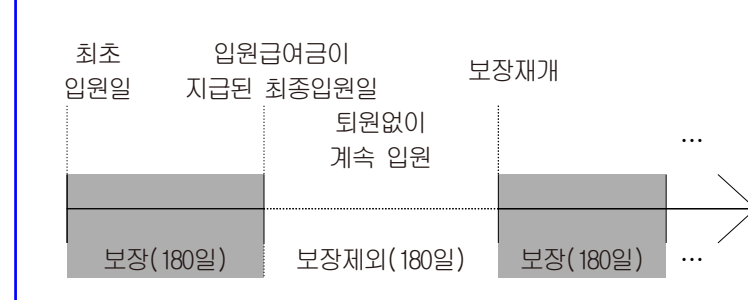 최초
입원일
입원급여금이
지급된 최종입원일
보장재개
퇴원없이
계속 입원
...
보장(180일)
보장제외(180일)
보장(180일)
...